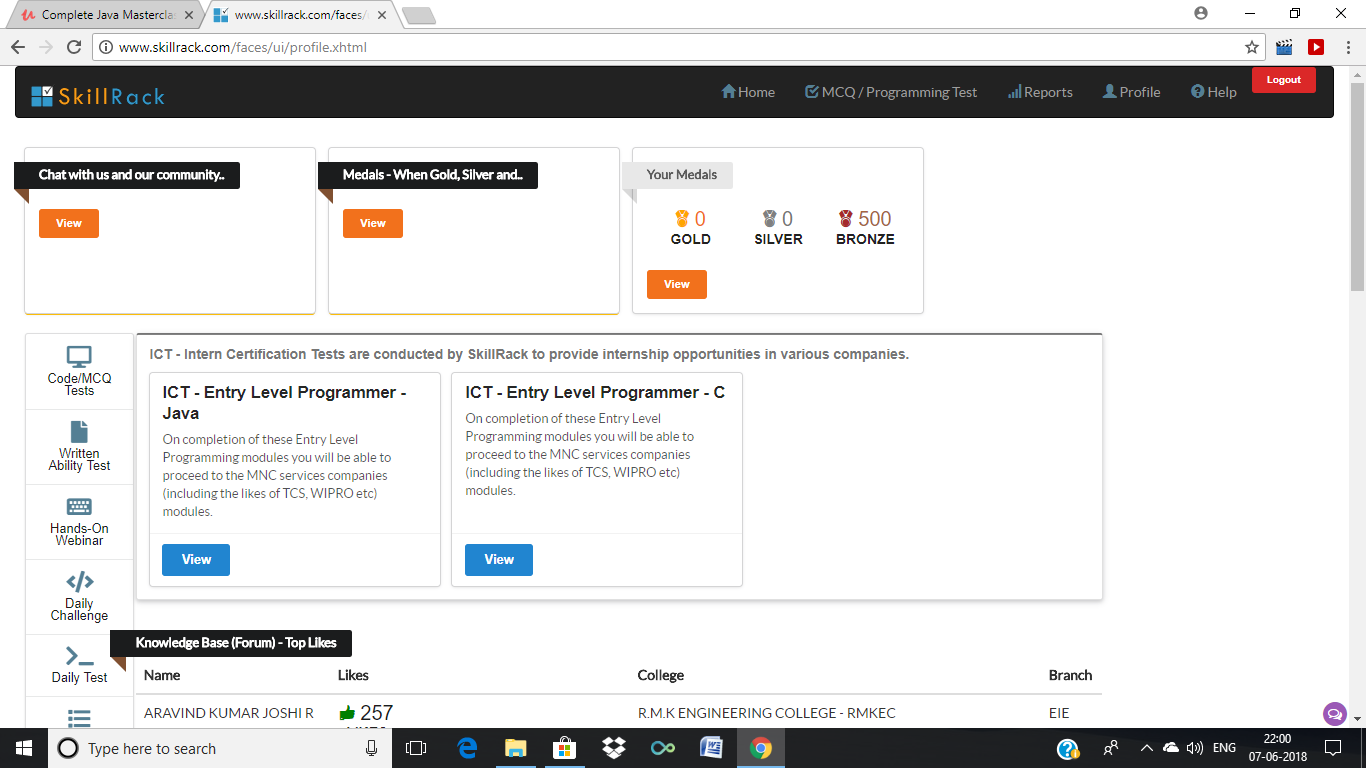 Complete Java Mastercla
www.skillrack.com/faces/
www.skillrack.com/faces/ui/profile.xhtml
SkillRack
Home
MCQ / Programming Test
Reports
Profile
Help
Logout
Chat with us and our community..
View
Medals - When Gold, Silver and..
View
Your Medals
0
GOLD
0
SILVER
500
BRONZE
View
Code/MCQ
Tests
Written
Ability Test
Hands-On
Webinar
Daily
Challenge
Daily Test
ICT - Intern Certification Tests are conducted by SkillRack to provide internship opportunities in various companies.
ICT - Entry Level Programmer -
Java
On completion of these Entry Level
Programming modules you will be able to
proceed to the MNC services companies
(including the likes of TCS, WIPRO etc)
modules.
View
ICT - Entry Level Programmer - C
On completion of these Entry Level
Programming modules you will be able to
proceed to the MNC services companies
(including the likes of TCS, WIPRO etc)
modules.
View
Knowledge Base (Forum) - Top Likes
Name Likes College Branch
ARAVIND KUMAR JOSHI R 257 R.M.K ENGINEERING COLLEGE - RMKEC EIE
Type here to search
ENG
22:00
07-06-2018